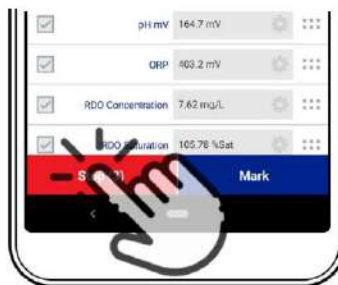 pH mV 164.7 mV
ORP 403.2 mV
RDO Concentration 7.62 mg/L
RDO Saturation 105.78 %Sat
Mark